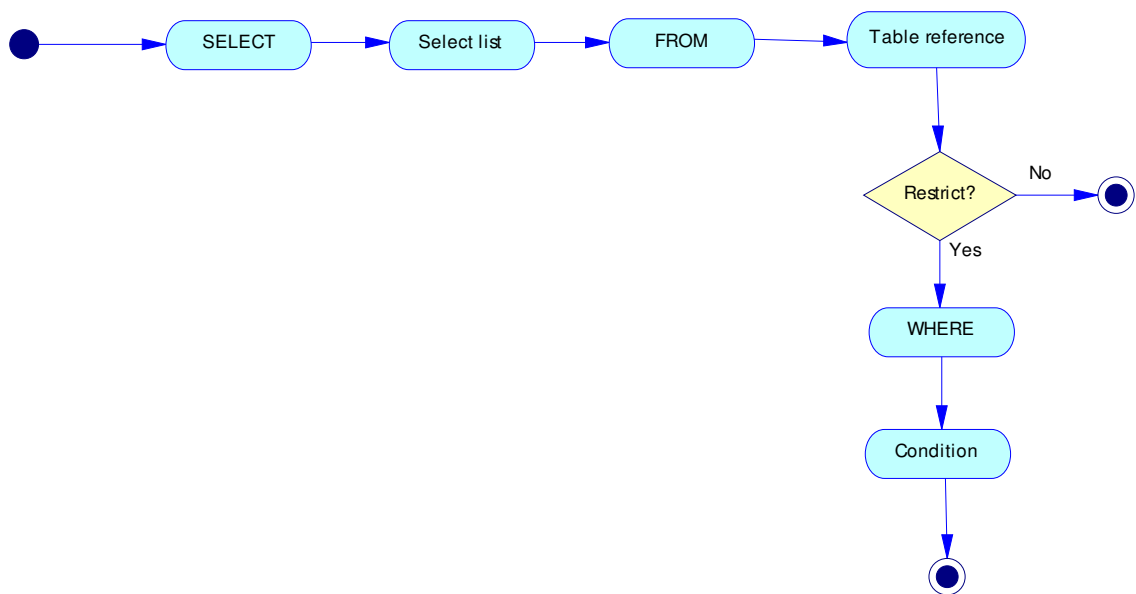 SELECT
Select list
FROM
Table reference
Restrict?
No
Yes
WHERE
Condition